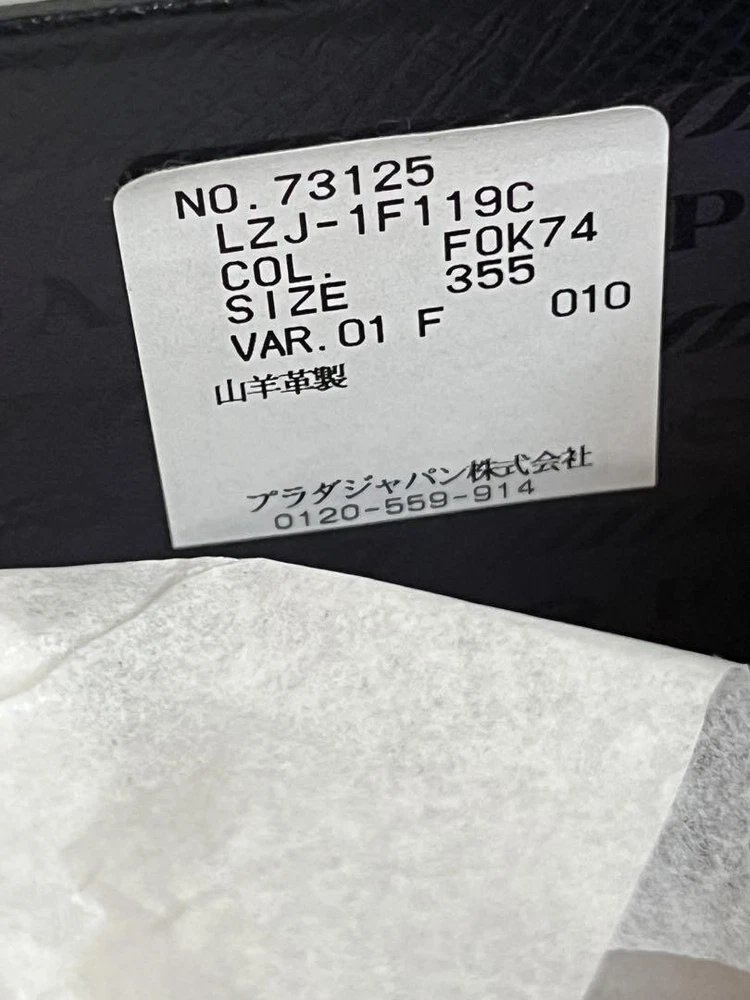 NO.73125
LZJ-1F119C
COL. F0K74
SIZE 355
VAR.01 F 010
山羊革製
プラダジャパン株式会社
0120-559-914